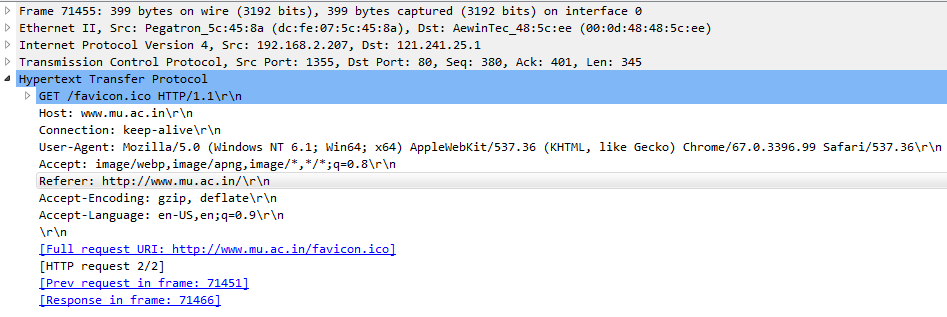 Frame 71455: 399 bytes on wire (3192 bits), 399 bytes captured (3192 bits) on interface 0
Ethernet II, Src: Pegatron_5c:45:8a (dc:fe:07:5c:45:8a), Dst: AewinTec_48:5c:ee (00:0d:48:48:5c:ee)
Internet Protocol Version 4, Src: 192.168.2.207, Dst: 121.241.25.1
Transmission Control Protocol, Src Port: 1355, Dst Port: 80, Seq: 380, Ack: 401, Len: 345
Hypertext Transfer Protocol
GET /favicon.ico HTTP/1.1\r\n
Host: www.mu.ac.in\r\n
Connection: keep-alive\r\n
User-Agent: Mozilla/5.0 (Windows NT 6.1; Win64; x64) AppleWebKit/537.36 (KHTML, like Gecko) Chrome/67.0.3396.99 Safari/537.36\r\n
Accept: image/webp,image/apng,image/*,*/*;q=0.8\r\n
Referer: http://www.mu.ac.in/\r\n
Accept-Encoding: gzip, deflate\r\n
Accept-Language: en-US,en;q=0.9\r\n
\r\n
[Full request URI: http://www.mu.ac.in/favicon.ico]
[HTTP request 2/2]
[Prev request in frame: 71451]
[Response in frame: 71466]